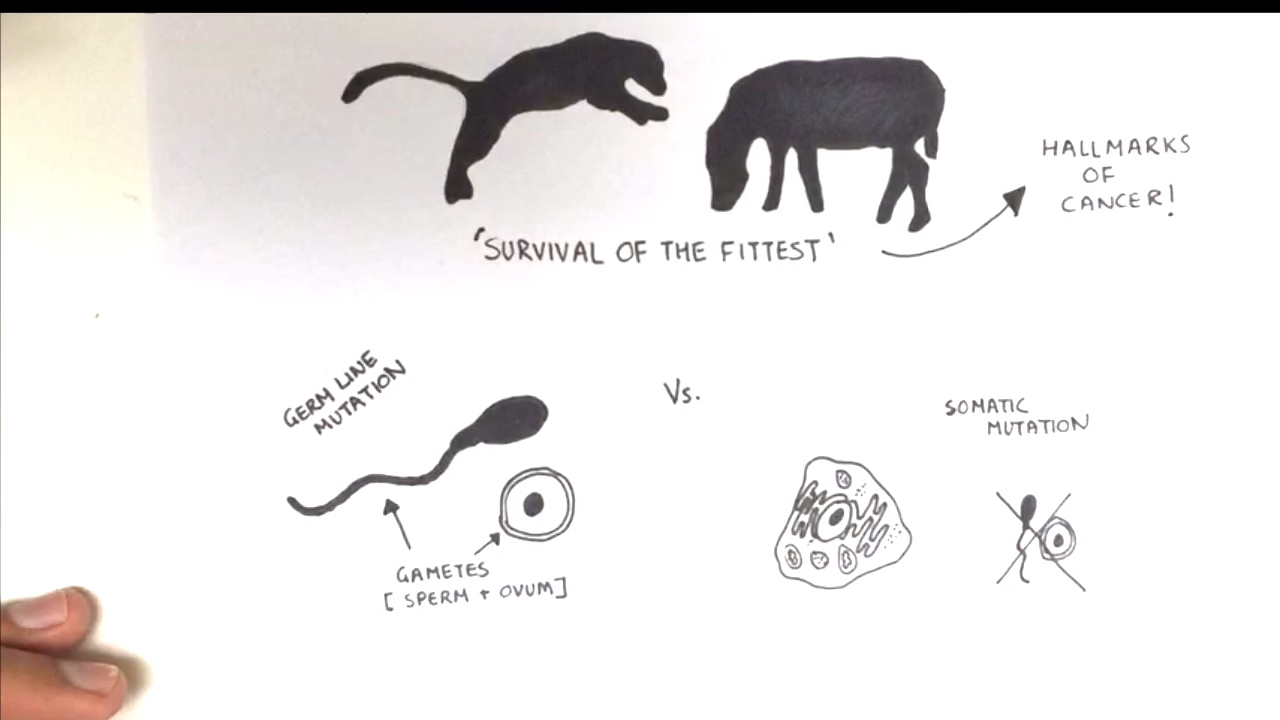 'SURVIVAL OF THE FITTEST'
HALLMARKS
OF
CANCER!
GERM LINE
MUTATION
Vs.
SOMATIC
MUTATION
GAMETES
[ SPERM + OVUM]